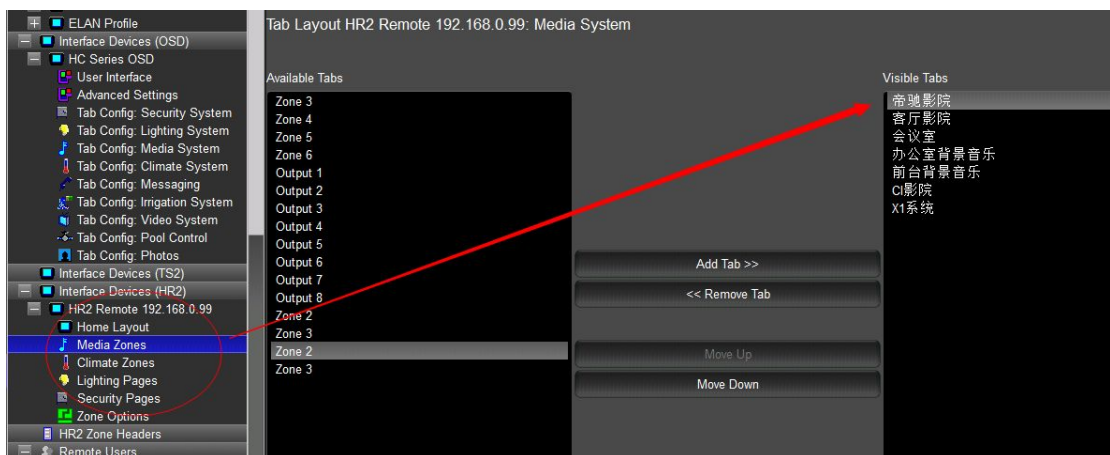 ELAN Profile
Interface Devices (OSD)
HC Series OSD
User Interface
Advanced Settings
Tab Config: Security System
Tab Config: Lighting System
Tab Config: Media System
Tab Config: Climate System
Tab Config: Messaging
Tab Config: Irrigation System
Tab Config: Video System
Tab Config: Pool Control
Tab Config: Photos
Interface Devices (TS2)
Interface Devices (HR2)
HR2 Remote 192.168.0.99
Home Layout
Media Zones
Climate Zones
Lighting Pages
Security Pages
Zone Options
HR2 Zone Headers
Remote Users
Tab Layout HR2 Remote 192.168.0.99: Media System
Available Tabs
Zone 3
Zone 4
Zone 5
Zone 6
Output 1
Output 2
Output 3
Output 4
Output 5
Output 6
Output 7
Output 8
Zone 2
Zone 3
Zone 2
Zone 3
Add Tab >>
<< Remove Tab
Move Up
Move Down
Visible Tabs
帝驰影院
客厅影院
会议室
办公室背景音乐
前台背景音乐
CI影院
X1系统